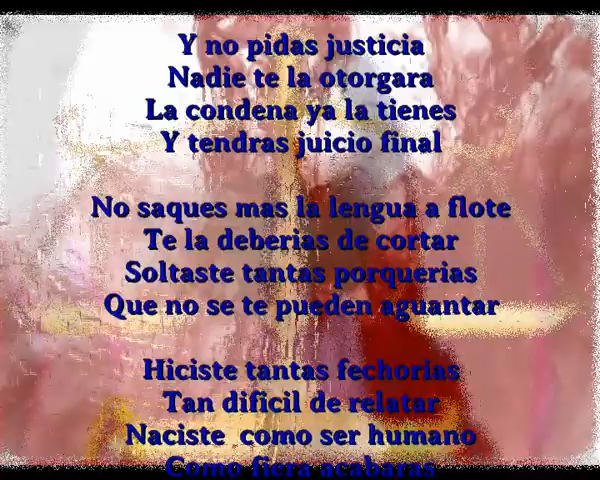 Y no pidas justicia
Nadie te la otorgara
La condena ya la tienes
Y tendras juicio final
No saques mas la lengua a flote
Te la deberias de cortar
Soltaste tantas porquerias
Que no se te pueden aguantar
Hiciste tantas fechorias
Tan dificil de relatar
Naciste como ser humano
Como fiera acabaras